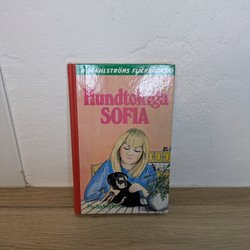 B WAHLSTRÖMS FLICKBÖCKER
Hundtokiga
SOFIA